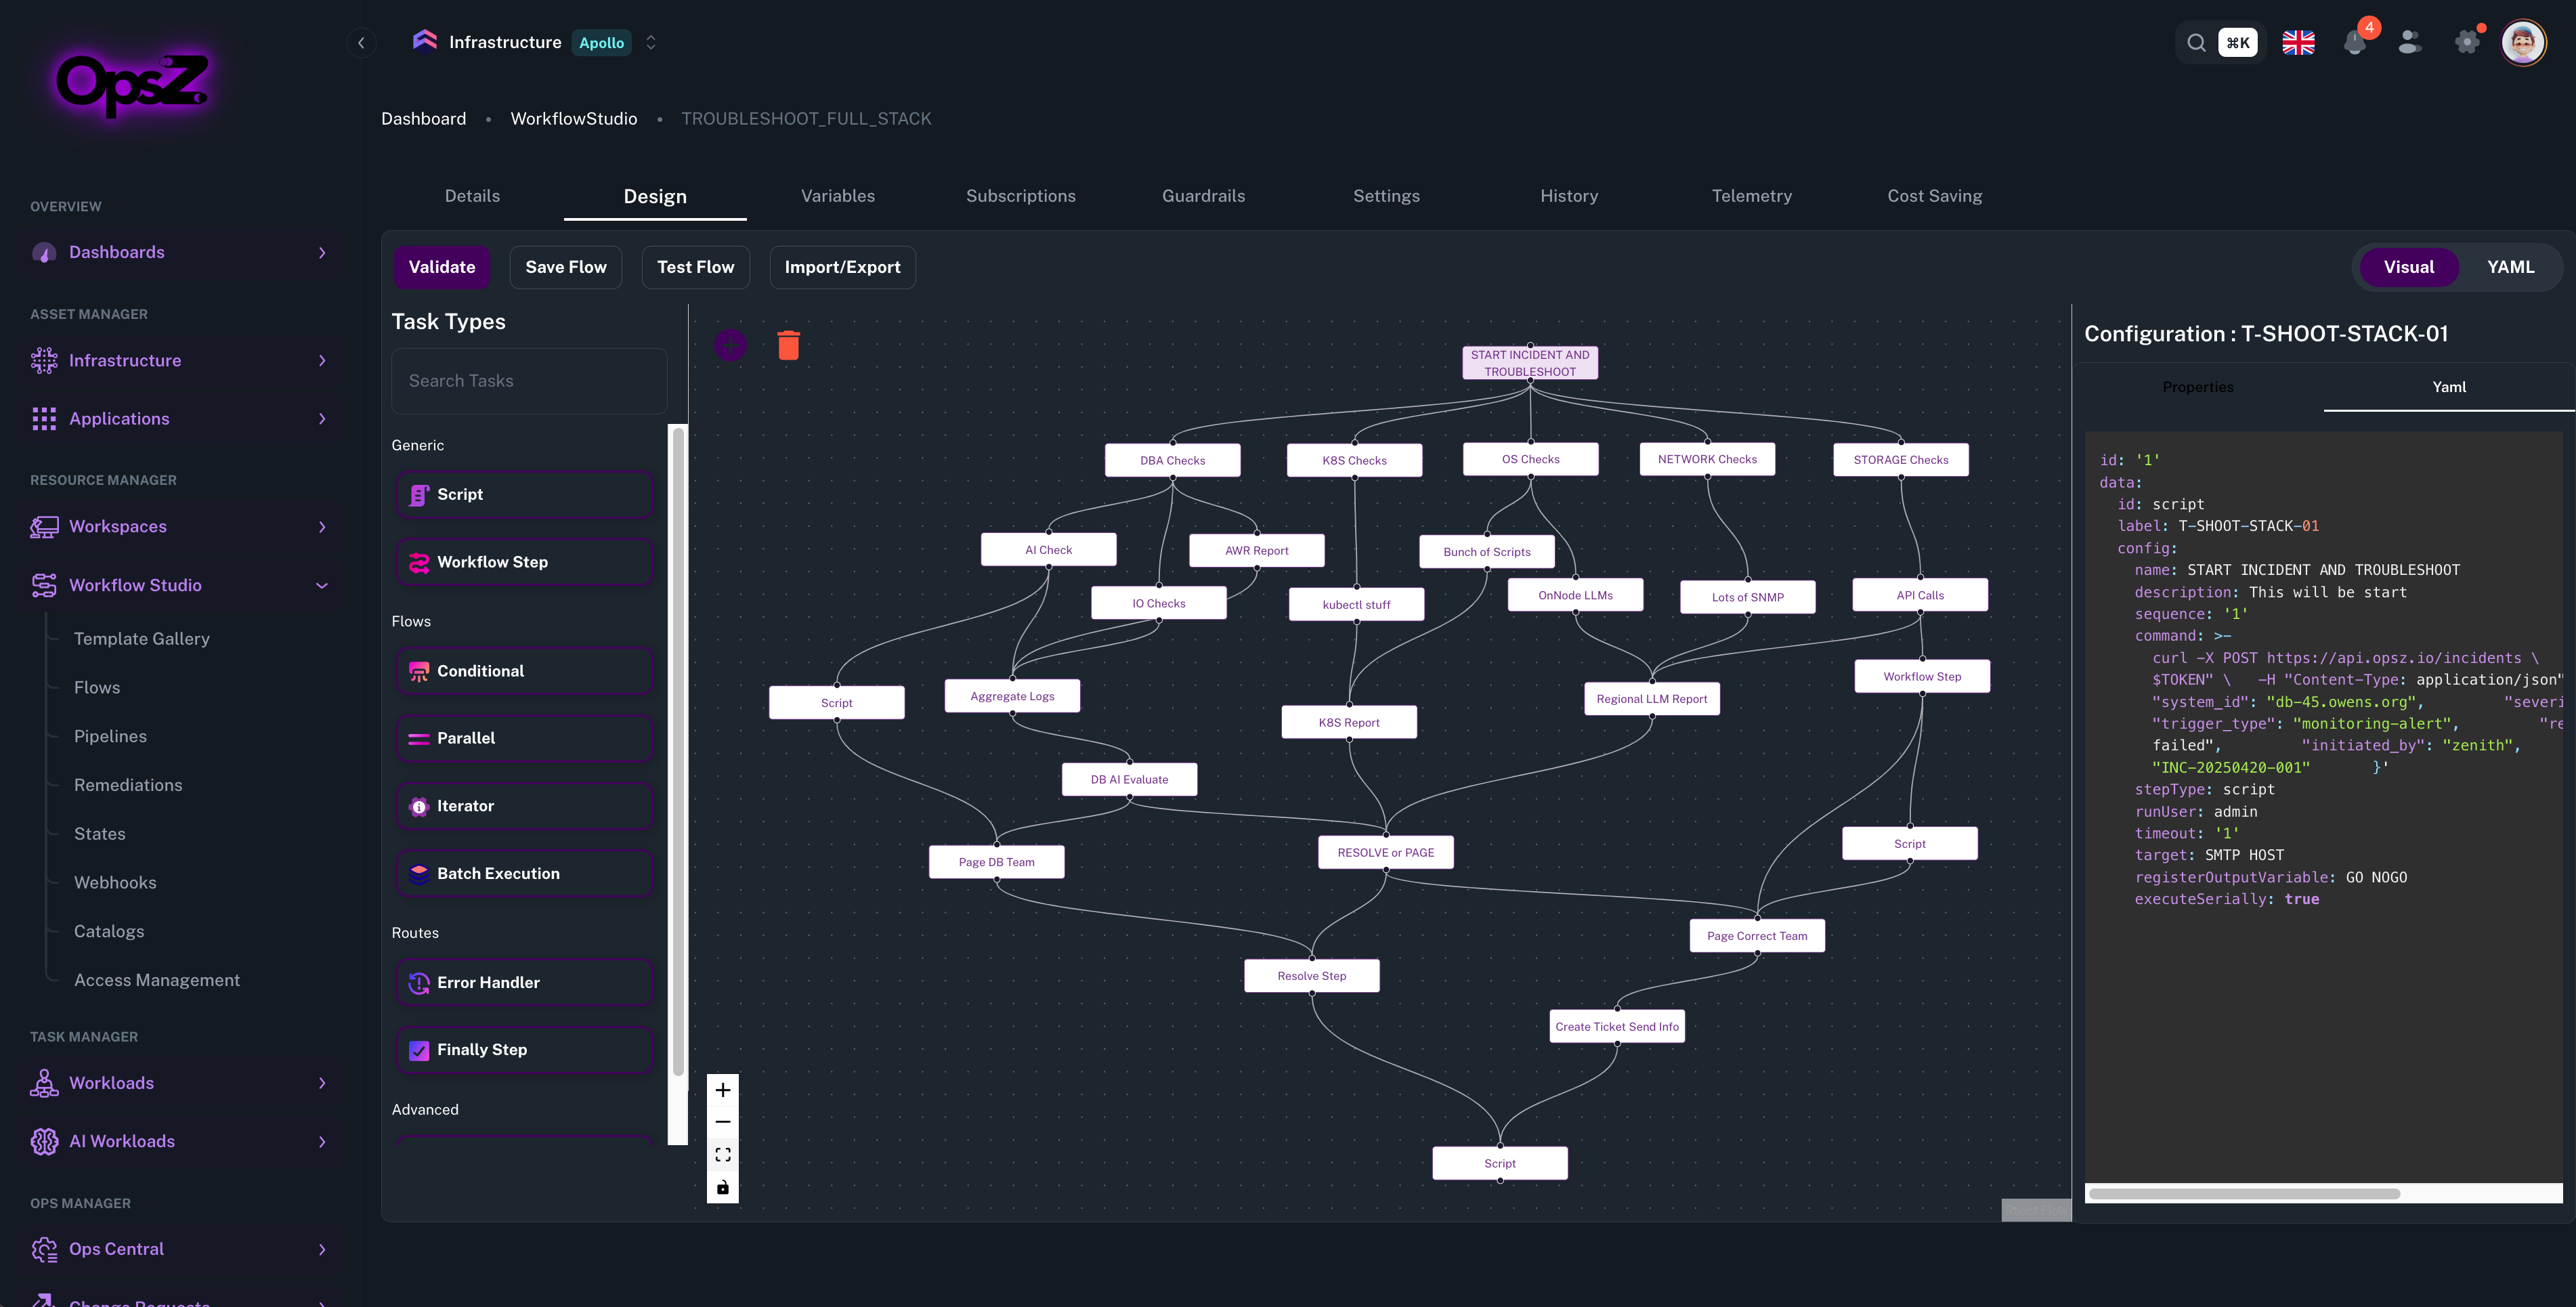 OpsZ
Infrastructure Apollo
⌘K
4
Dashboard • WorkflowStudio • TROUBLESHOOT_FULL_STACK
OVERVIEW
Dashboards
ASSET MANAGER
Infrastructure
Applications
RESOURCE MANAGER
Workspaces
Workflow Studio
Template Gallery
Flows
Pipelines
Remediations
States
Webhooks
Catalogs
Access Management
TASK MANAGER
Workloads
AI Workloads
OPS MANAGER
Ops Central
Change Requests
Details
Design
Variables
Subscriptions
Guardrails
Settings
History
Telemetry
Cost Saving
Validate
Save Flow
Test Flow
Import/Export
Visual
YAML
Task Types
Search Tasks
Generic
Script
Workflow Step
Flows
Conditional
Parallel
Iterator
Batch Execution
Routes
Error Handler
Finally Step
Advanced
START INCIDENT AND
TROUBLESHOOT
DBA Checks
K8S Checks
OS Checks
NETWORK Checks
STORAGE Checks
AI Check
AWR Report
Bunch of Scripts
IO Checks
kubectl stuff
OnNode LLMs
Lots of SNMP
API Calls
Script
Aggregate Logs
K8S Report
Regional LLM Report
Workflow Step
DB AI Evaluate
Page DB Team
RESOLVE or PAGE
Script
Page Correct Team
Resolve Step
Create Ticket Send Info
Script
Configuration : T-SHOOT-STACK-01
Properties
Yaml
id: '1'
data:
id: script
label: T-SHOOT-STACK-01
config:
name: START INCIDENT AND TROUBLESHOOT
description: This will be start
sequence: '1'
command: >-
curl -X POST https://api.opsz.io/incidents \
$TOKEN" \ -H "Content-Type: application/json"
"system_id": "db-45.owens.org", "severi
"trigger_type": "monitoring-alert", "re
failed", "initiated_by": "zenith",
"INC-20250420-001" }'
stepType: script
runUser: admin
timeout: '1'
target: SMTP HOST
registerOutputVariable: GO NOGO
executeSerially: true